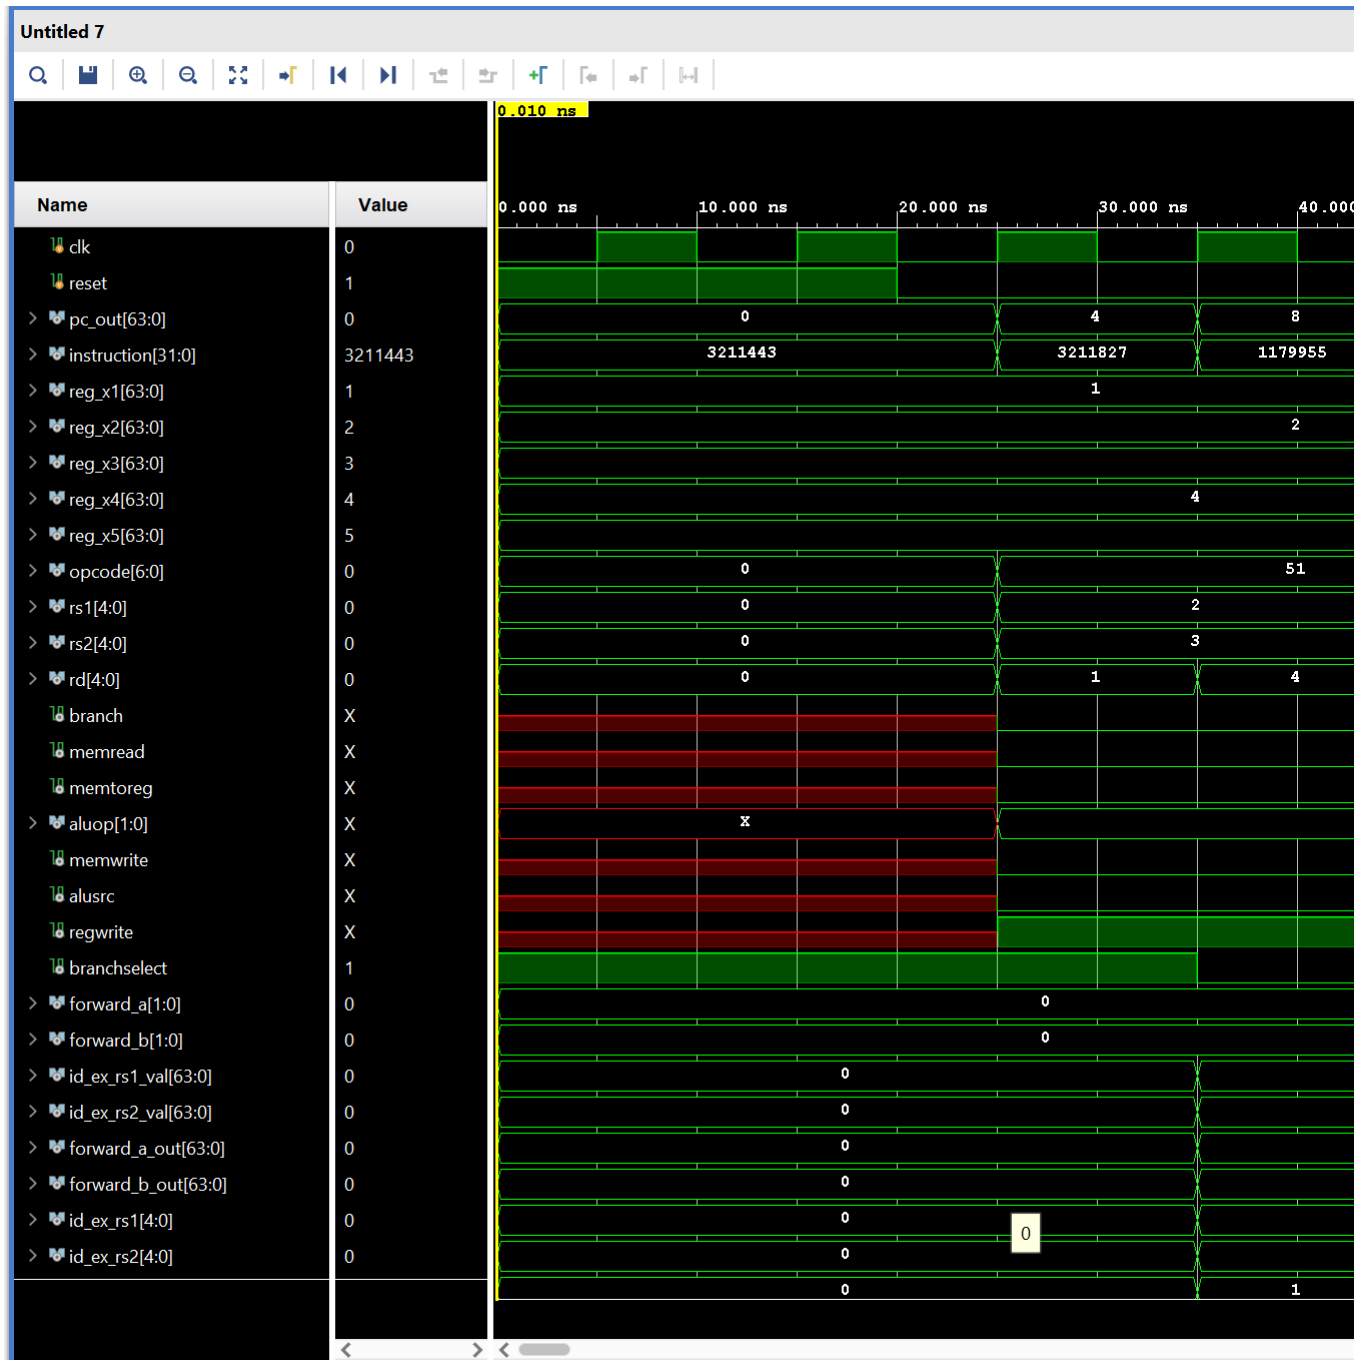 Untitled 7
0.010 ns
Name Value 0.000 ns 10.000 ns 20.000 ns 30.000 ns 40.000
clk 0
reset 1
pc_out[63:0] 0 0 4 8
instruction[31:0] 3211443 3211443 3211827 1179955
reg_x1[63:0] 1 1
reg_x2[63:0] 2 2
reg_x3[63:0] 3
reg_x4[63:0] 4 4
reg_x5[63:0] 5
opcode[6:0] 0 0 51
rs1[4:0] 0 0 2
rs2[4:0] 0 0 3
rd[4:0] 0 0 1 4
branch X
memread X
memtoreg X
aluop[1:0] X X
memwrite X
alusrc X
regwrite X
branchselect 1
forward_a[1:0] 0 0
forward_b[1:0] 0 0
id_ex_rs1_val[63:0] 0 0
id_ex_rs2_val[63:0] 0 0
forward_a_out[63:0] 0 0
forward_b_out[63:0] 0 0
id_ex_rs1[4:0] 0 0 0
id_ex_rs2[4:0] 0 0
0 1